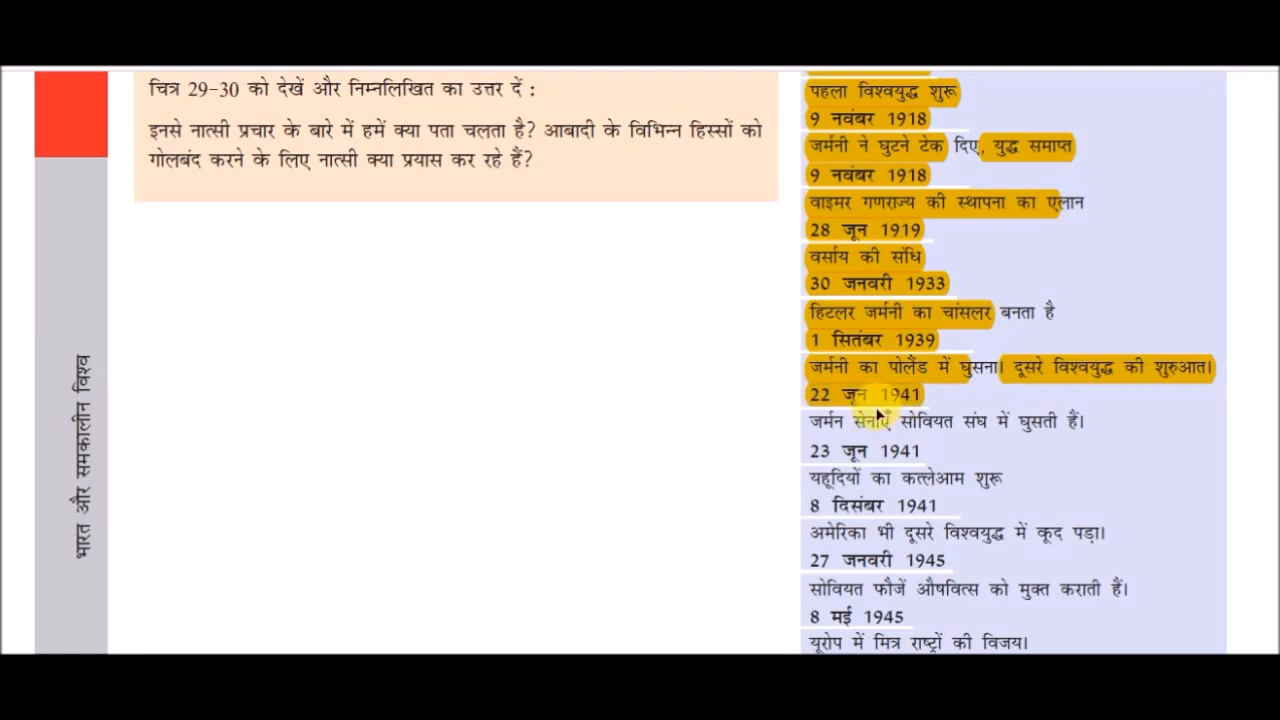 चित्र 29-30 को देखें और निम्नलिखित का उत्तर दें :
इनसे नात्सी प्रचार के बारे में हमें क्या पता चलता है? आबादी के विभिन्न हिस्सों को
गोलबंद करने के लिए नात्सी क्या प्रयास कर रहे हैं?
भारत और समकालीन विश्व
पहला विश्वयुद्ध शुरू
9 नवंबर 1918
जर्मनी ने घुटने टेक दिए, युद्ध समाप्त
9 नवंबर 1918
वाइमर गणराज्य की स्थापना का एलान
28 जून 1919
वर्साय की संधि
30 जनवरी 1933
हिटलर जर्मनी का चांसलर बनता है
1 सितंबर 1939
जर्मनी का पोलैंड में घुसना। दूसरे विश्वयुद्ध की शुरुआत।
22 जून 1941
जर्मन सेनाएँ सोवियत संघ में घुसती हैं।
23 जून 1941
यहूदियों का कत्लेआम शुरू
8 दिसंबर 1941
अमेरिका भी दूसरे विश्वयुद्ध में कूद पड़ा।
27 जनवरी 1945
सोवियत फौजें औषवित्स को मुक्त कराती हैं।
8 मई 1945
यूरोप में मित्र राष्ट्रों की विजय।